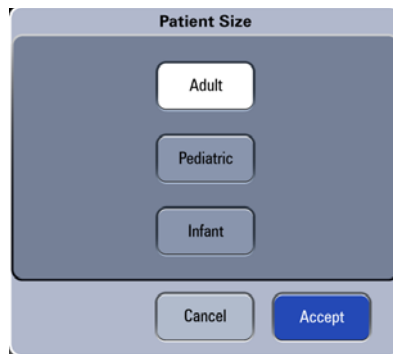 Patient Size
Adult
Pediatric
Infant
Cancel Accept